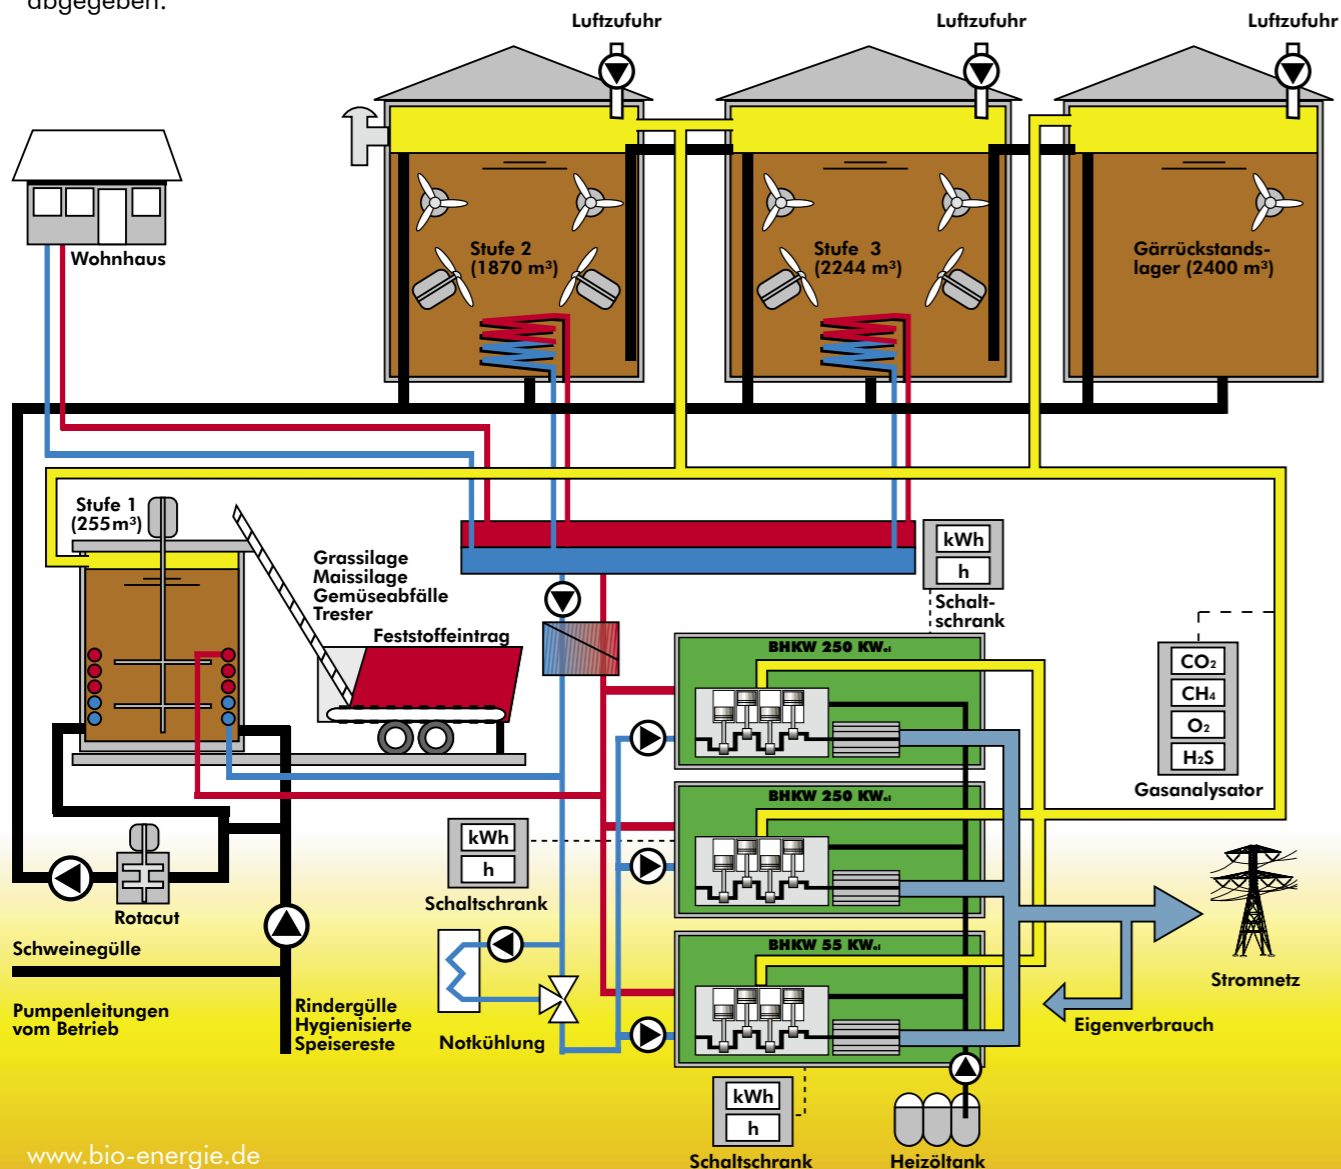 abgegeben.
Luftzufuhr
Luftzufuhr
Luftzufuhr
Wohnhaus
Stufe 2
(1870 m³)
Stufe 3
(2244 m³)
Gärrückstands-
lager (2400 m³)
Stufe 1
(255m³)
Grassilage
Maissilage
Gemüseabfälle
Trester
Feststoffeintrag
kWh
h
Schalt-
schrank
BHKW 250 KWel
CO₂
CH₄
O₂
H₂S
Gasanalysator
BHKW 250 KWel
kWh
h
Schaltschrank
Rotacut
Schweinegülle
Pumpenleitungen
vom Betrieb
Rindergülle
Hygienisierte
Speisereste
Notkühlung
BHKW 55 KWel
Stromnetz
Eigenverbrauch
kWh
h
Schaltschrank
Heizöltank
www.bio-energie.de